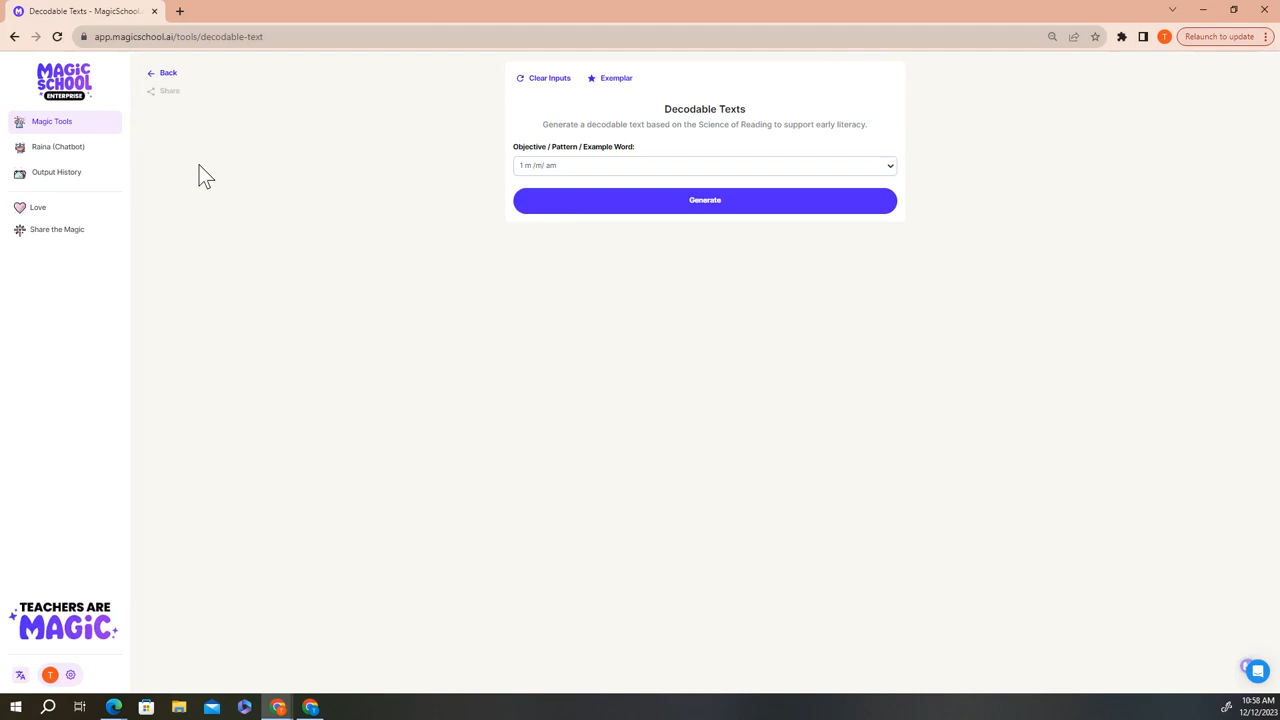 Decodable Texts - MagicSchool.
app.magicschool.ai/tools/decodable-text
T
Relaunch to update
MAGIC
SCHOOL
ENTERPRISE
Magic Tools
Raina (Chatbot)
Output History
Love
Share the Magic
TEACHERS ARE
MAGIC
T
Back
Share
Clear Inputs
Exemplar
Decodable Texts
Generate a decodable text based on the Science of Reading to support early literacy.
Objective / Pattern / Example Word:
1 m /m/ am
Generate
10:58 AM
12/12/2023